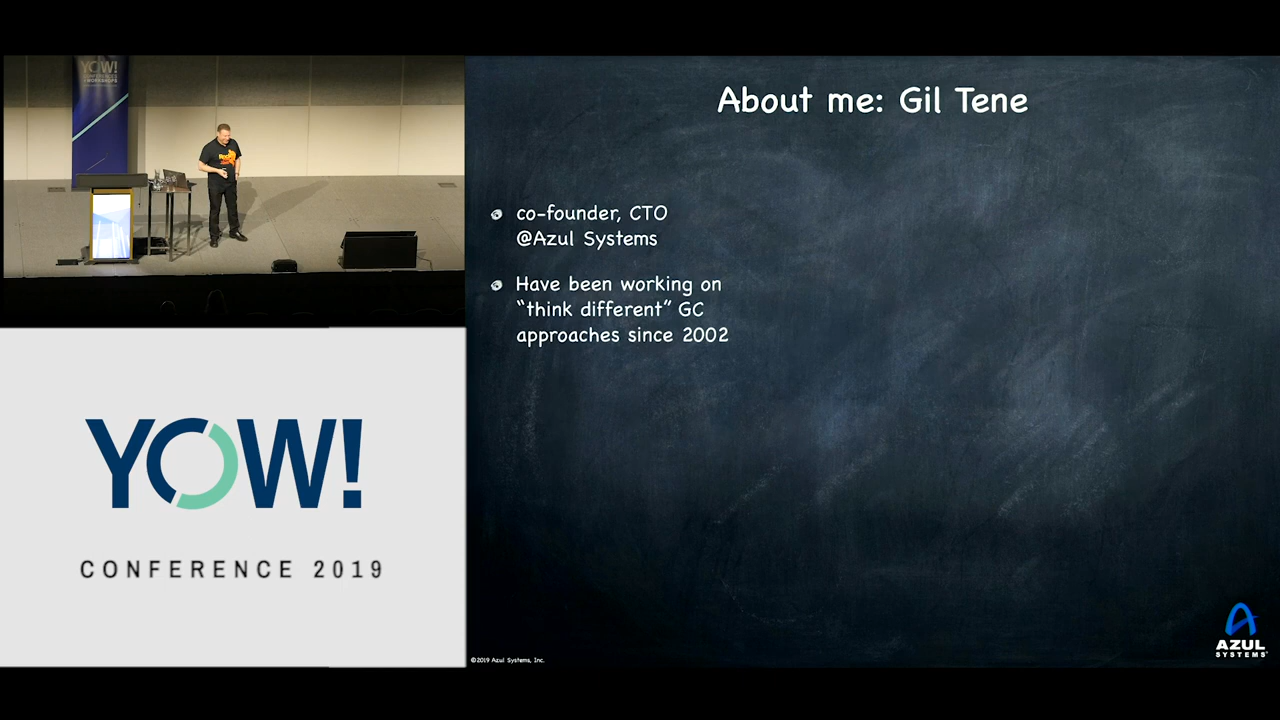 YOW!
About me: Gil Tene
co-founder, CTO
@Azul Systems
Have been working on
“think different” GC
approaches since 2002
YOW!
CONFERENCE 2019
©2019 Azul Systems, Inc.
AZUL
SYSTEMS